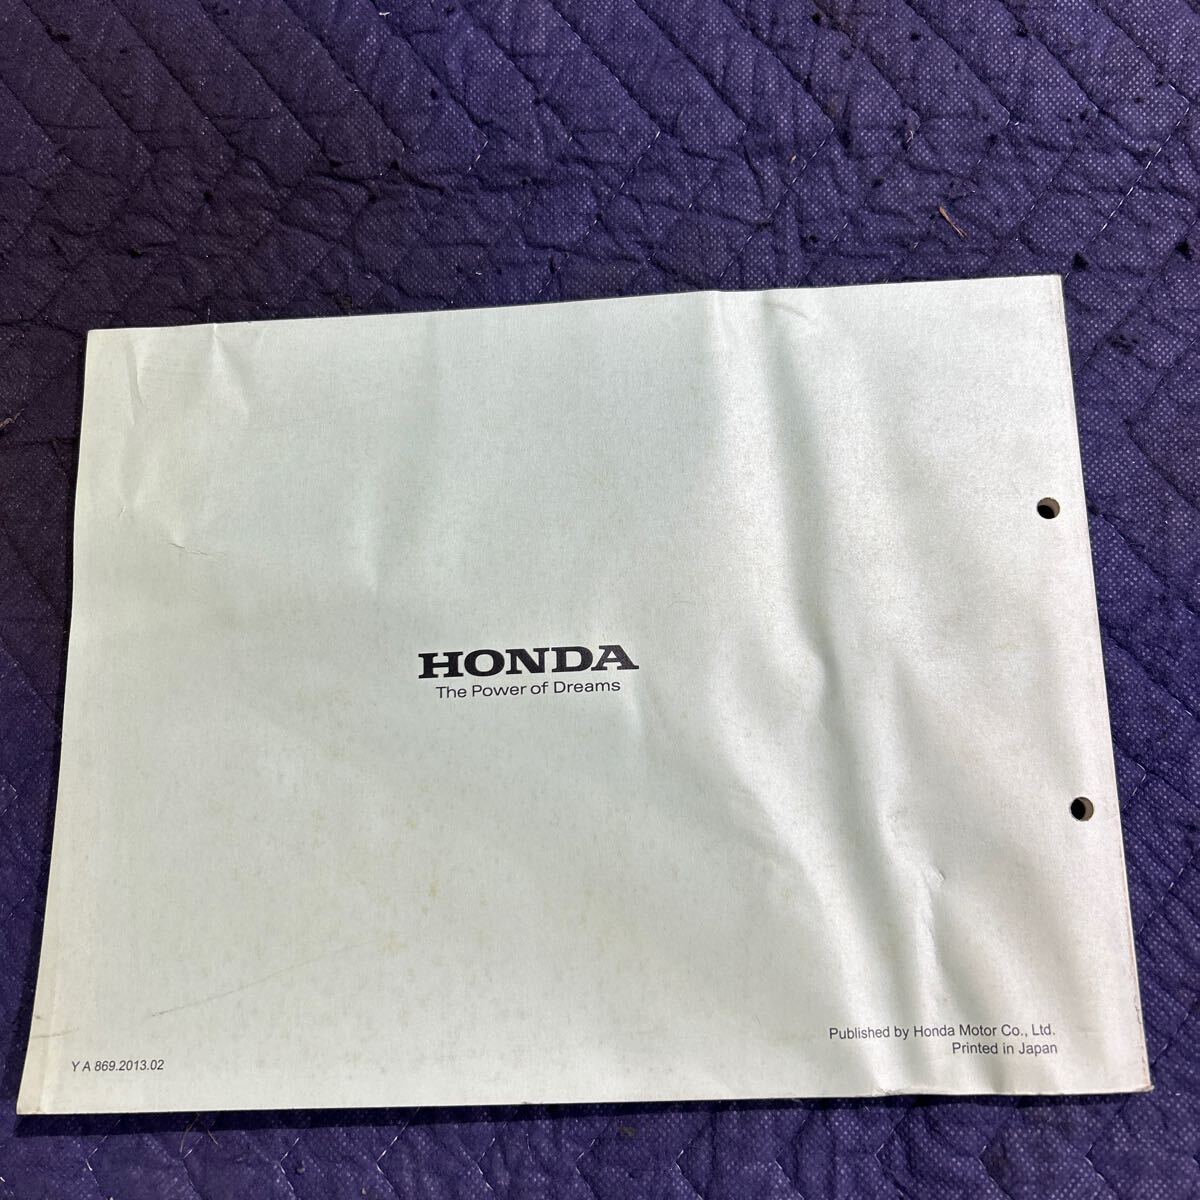 HONDA
The Power of Dreams
Published by Honda Motor Co., Ltd.
Printed in Japan
Y A 869.2013.02